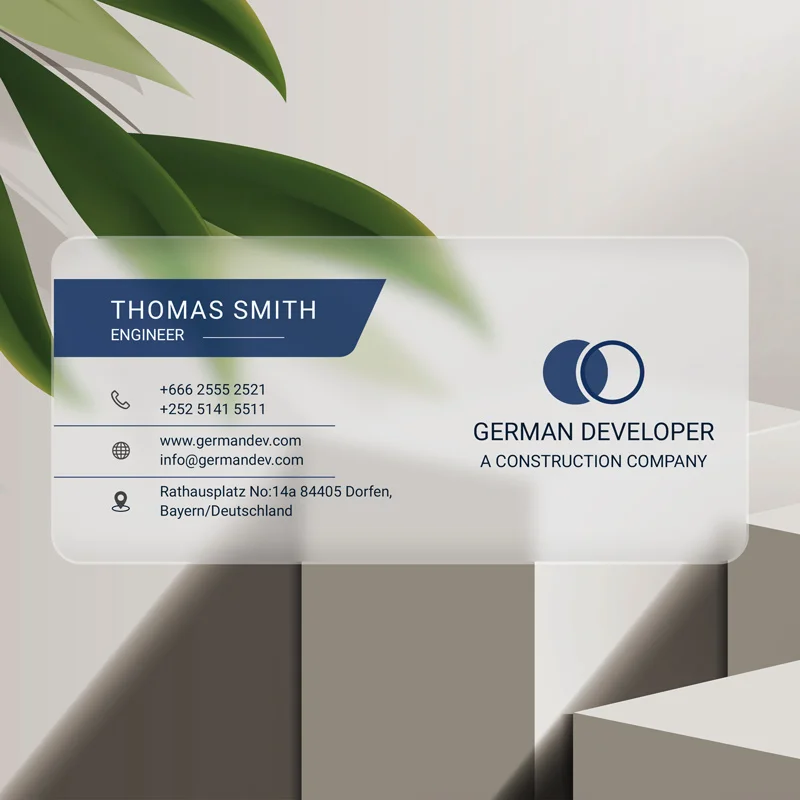 THOMAS SMITH
ENGINEER
+666 2555 2521
+252 5141 5511
www.germandev.com
info@germandev.com
Rathausplatz No:14a 84405 Dorfen,
Bayern/Deutschland
GERMAN DEVELOPER
A CONSTRUCTION COMPANY